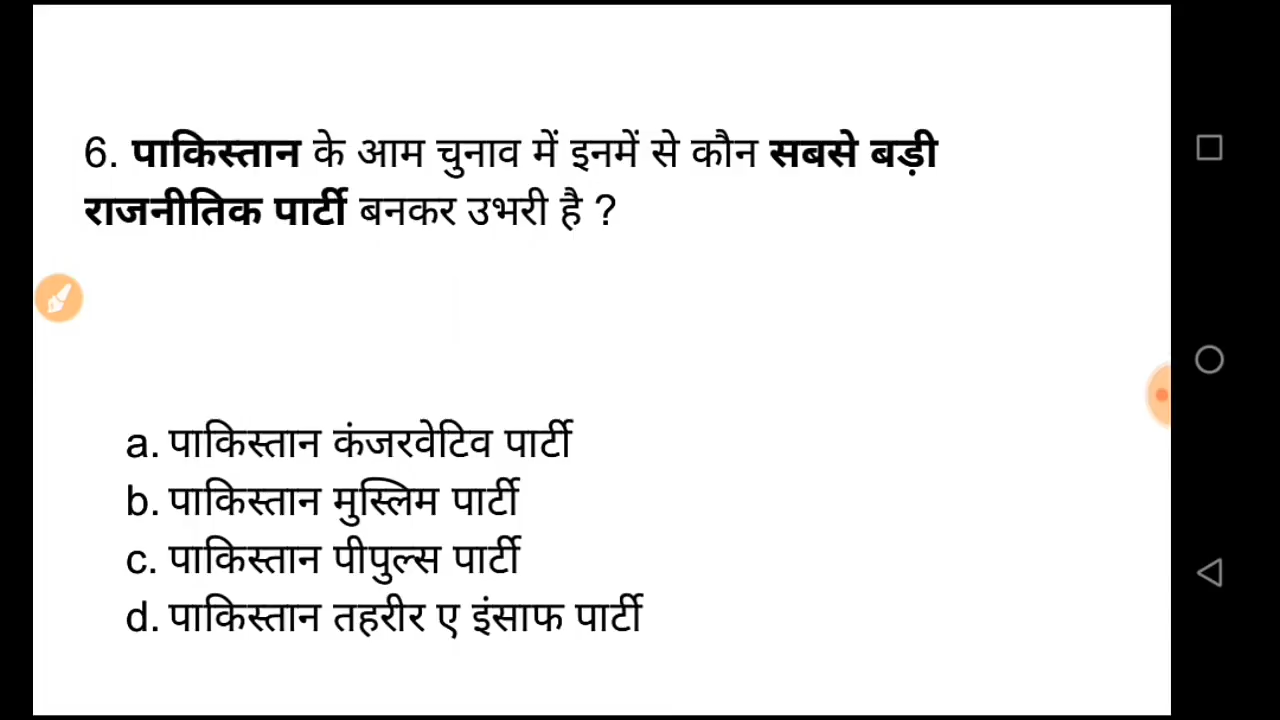 6. पाकिस्तान के आम चुनाव में इनमें से कौन सबसे बड़ी
राजनीतिक पार्टी बनकर उभरी है ?
a. पाकिस्तान कंजरवेटिव पार्टी
b. पाकिस्तान मुस्लिम पार्टी
c. पाकिस्तान पीपुल्स पार्टी
d. पाकिस्तान तहरीर ए इंसाफ पार्टी